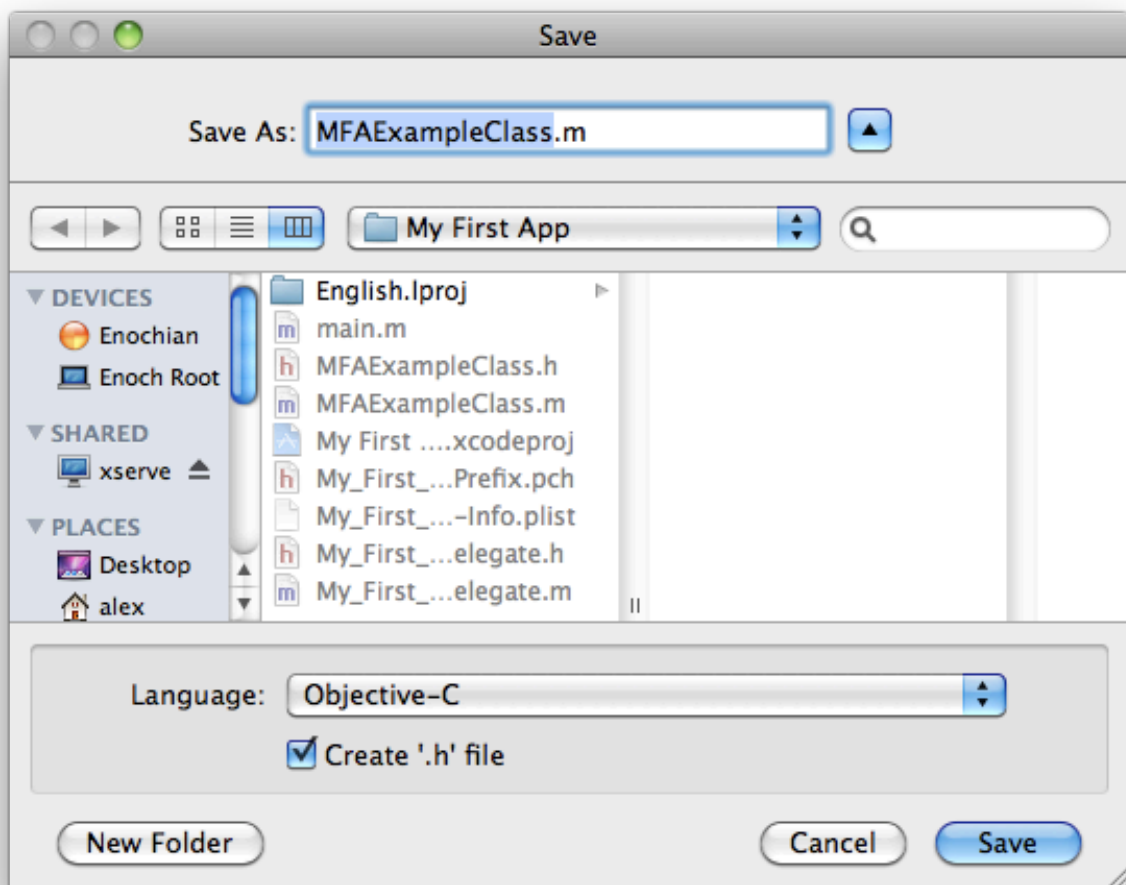 Save
Save As: MFAExampleClass.m
My First App
DEVICES
Enochian
Enoch Root
SHARED
xserve
PLACES
Desktop
alex
English.lproj
m main.m
h MFAExampleClass.h
m MFAExampleClass.m
My First ....xcodeproj
h My_First_...Prefix.pch
My_First_...-Info.plist
h My_First_...elegate.h
m My_First_...elegate.m
Language: Objective-C
Create '.h' file
New Folder Cancel Save